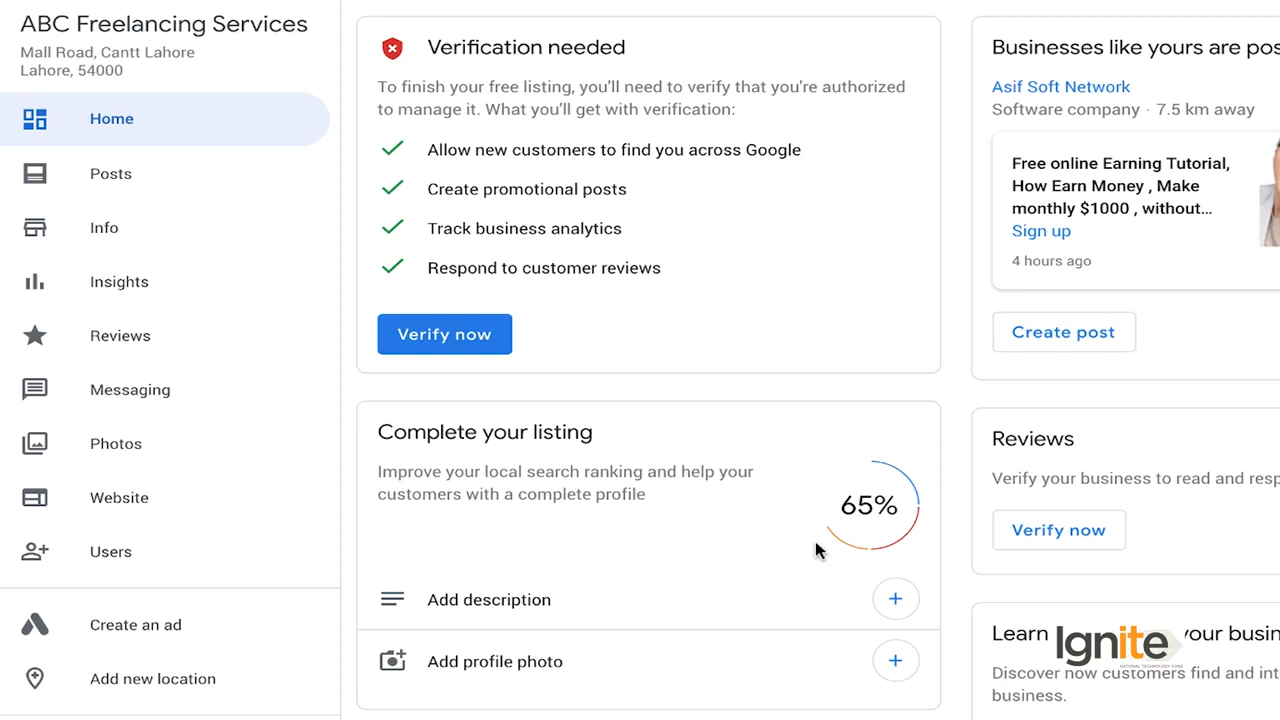 ABC Freelancing Services
Mall Road, Cantt Lahore
Lahore, 54000
Home
Posts
Info
Insights
Reviews
Messaging
Photos
Website
Users
Create an ad
Add new location
Verification needed
To finish your free listing, you'll need to verify that you're authorized
to manage it. What you'll get with verification:
Allow new customers to find you across Google
Create promotional posts
Track business analytics
Respond to customer reviews
Verify now
Complete your listing
Improve your local search ranking and help your
customers with a complete profile
65%
Add description
Add profile photo
Businesses like yours are pos
Asif Soft Network
Software company · 7.5 km away
Free online Earning Tutorial,
How Earn Money , Make
monthly $1000 , without...
Sign up
4 hours ago
Create post
Reviews
Verify your business to read and resp
Verify now
Learn your busin
Ignite
NATIONAL TECHNOLOGY FUND
Discover how customers find and inte
business.